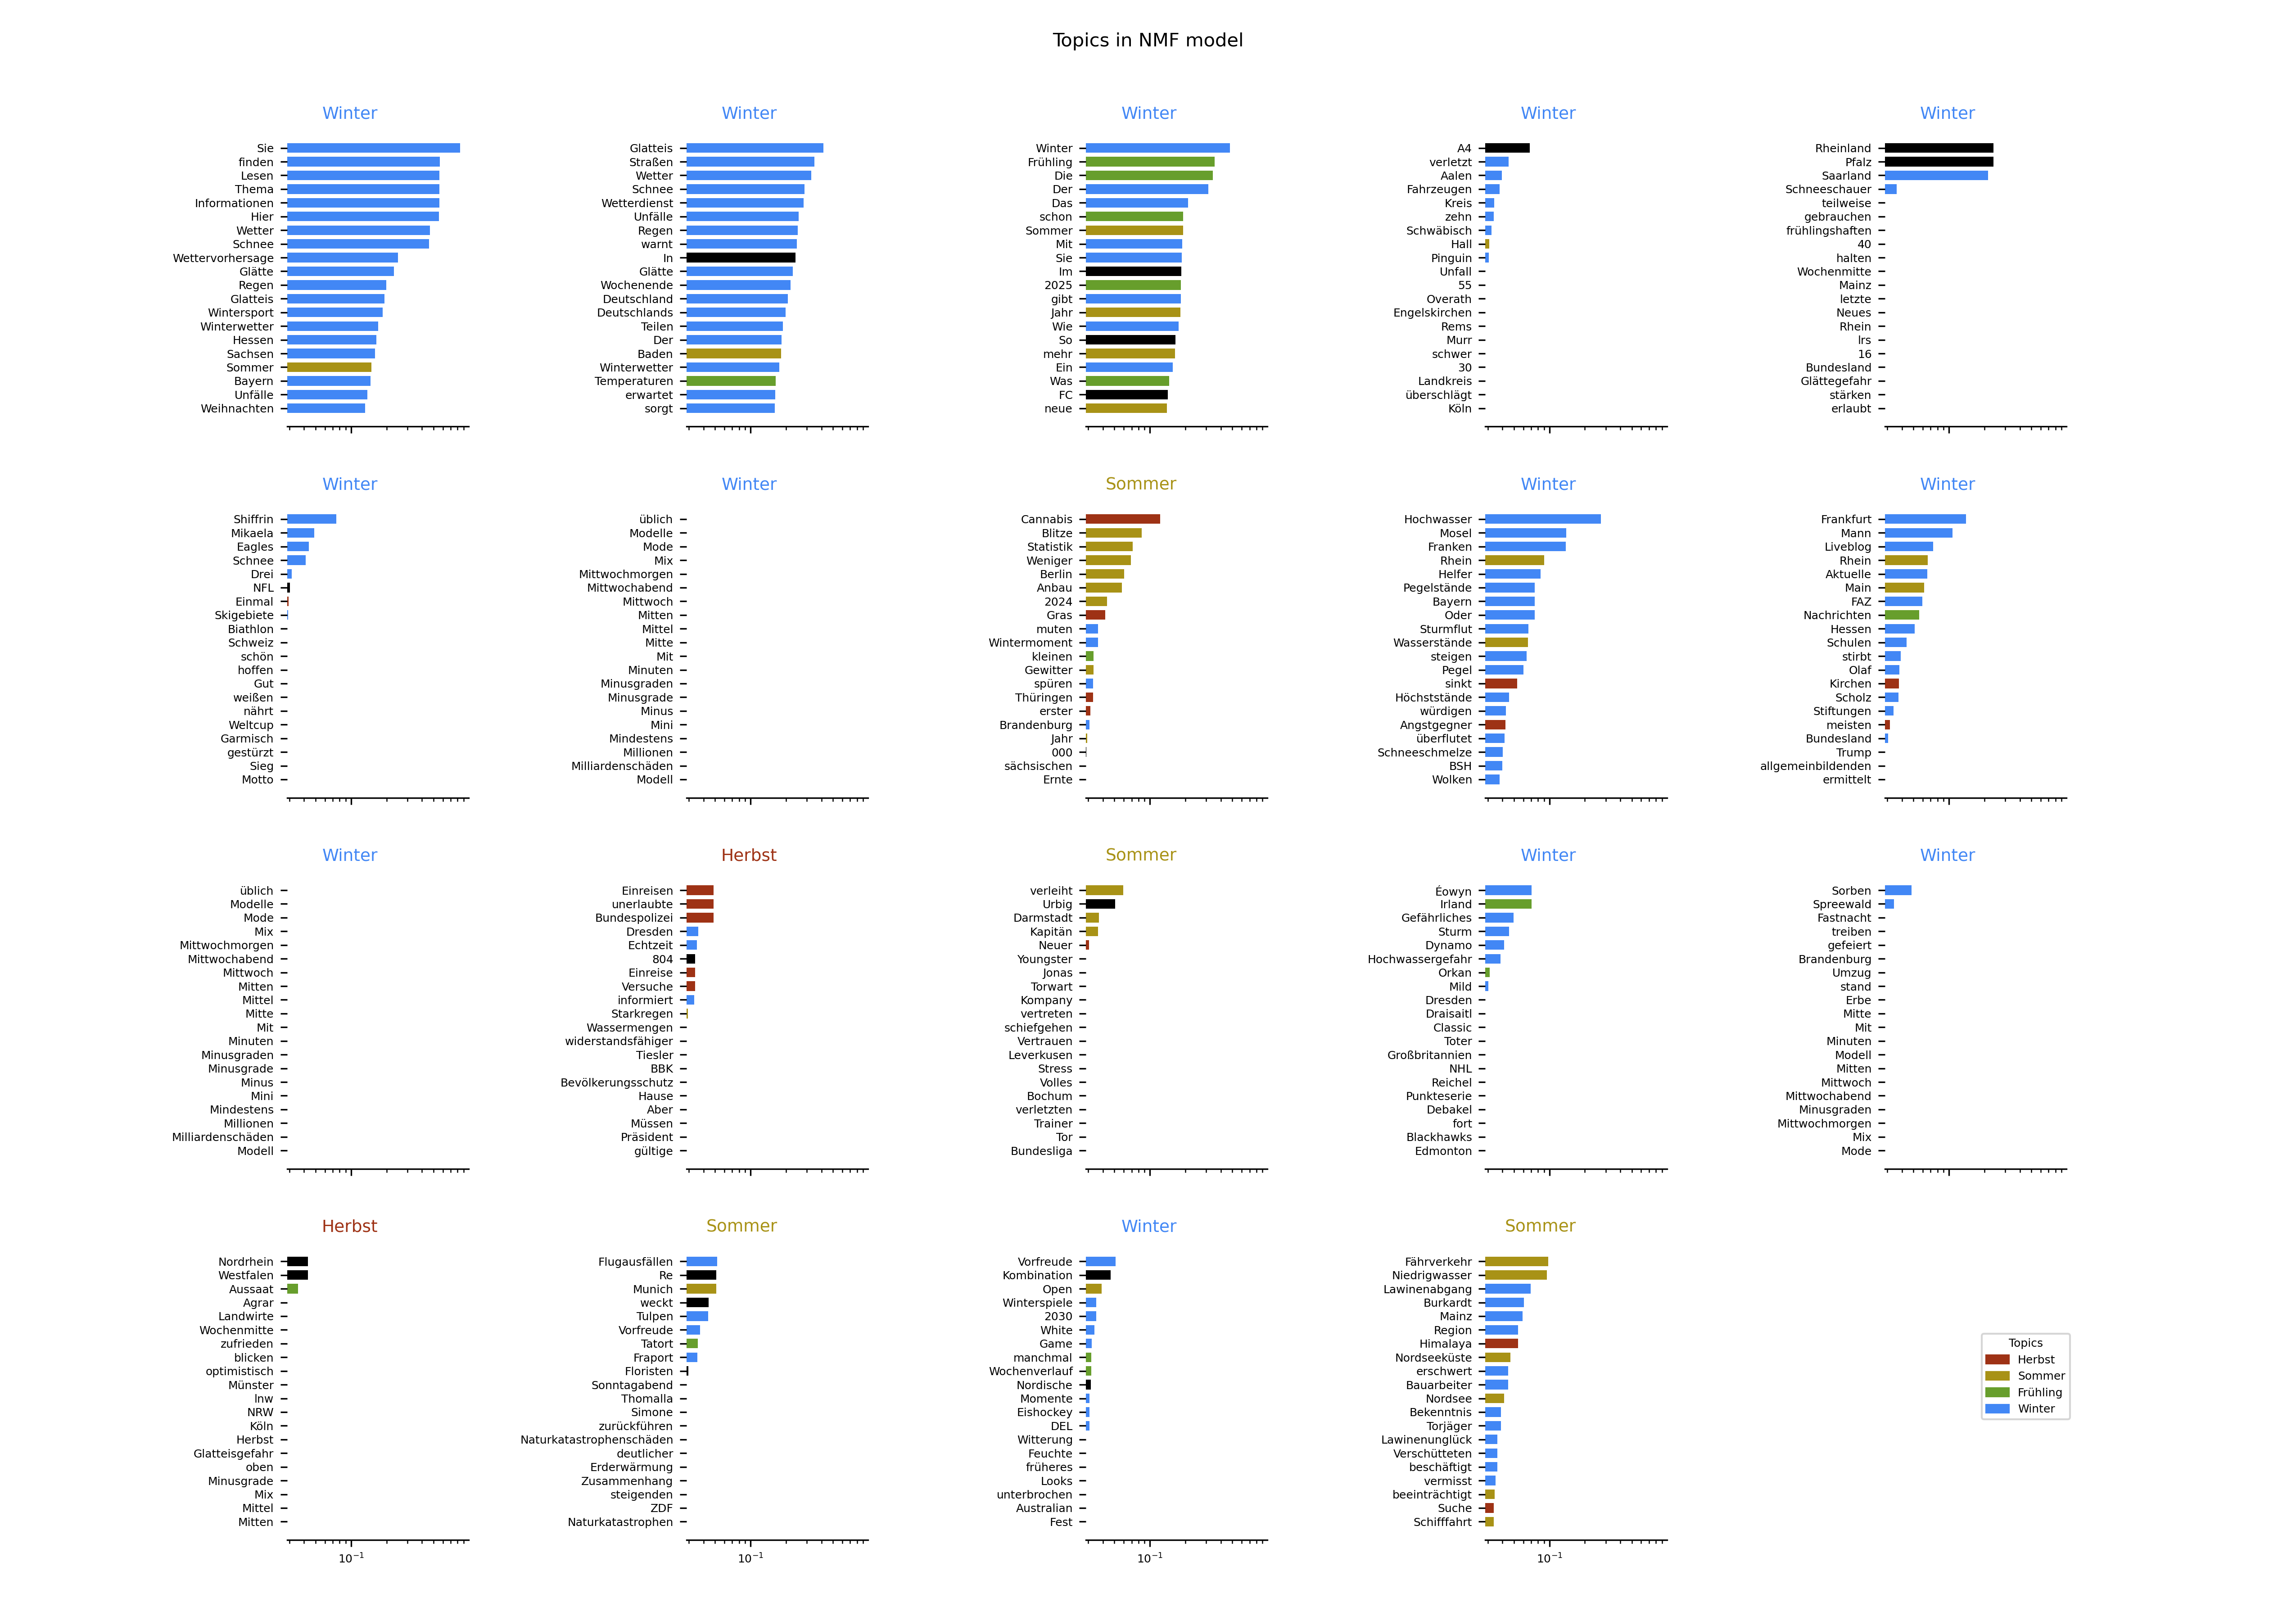 Topics in NMF model
Winter
Sie
finden
Lesen
Thema
Informationen
Hier
Wetter
Schnee
Wettervorhersage
Glätte
Regen
Glatteis
Wintersport
Winterwetter
Hessen
Sachsen
Sommer
Bayern
Unfälle
Weihnachten
Winter
Glatteis
Straßen
Wetter
Schnee
Wetterdienst
Unfälle
Regen
warnt
In
Glätte
Wochenende
Deutschland
Deutschlands
Teilen
Der
Baden
Winterwetter
Temperaturen
erwartet
sorgt
Winter
Winter
Frühling
Die
Der
Das
schon
Sommer
Mit
Sie
Im
2025
gibt
Jahr
Wie
So
mehr
Ein
Was
FC
neue
Winter
A4
verletzt
Aalen
Fahrzeugen
Kreis
zehn
Schwäbisch
Hall
Pinguin
Unfall
55
Overath
Engelskirchen
Rems
Murr
schwer
30
Landkreis
überschlägt
Köln
Winter
Rheinland
Pfalz
Saarland
Schneeschauer
teilweise
gebrauchen
frühlingshaften
40
halten
Wochenmitte
Mainz
letzte
Neues
Rhein
lrs
16
Bundesland
Glättegefahr
stärken
erlaubt
Winter
Shiffrin
Mikaela
Eagles
Schnee
Drei
NFL
Einmal
Skigebiete
Biathlon
Schweiz
schön
hoffen
Gut
weißen
nährt
Weltcup
Garmisch
gestürzt
Sieg
Motto
Winter
üblich
Modelle
Mode
Mix
Mittwochmorgen
Mittwochabend
Mittwoch
Mitten
Mittel
Mitte
Mit
Minuten
Minusgraden
Minusgrade
Minus
Mini
Mindestens
Millionen
Milliardenschäden
Modell
Sommer
Cannabis
Blitze
Statistik
Weniger
Berlin
Anbau
2024
Gras
muten
Wintermoment
kleinen
Gewitter
spüren
Thüringen
erster
Brandenburg
Jahr
000
sächsischen
Ernte
Winter
Hochwasser
Mosel
Franken
Rhein
Helfer
Pegelstände
Bayern
Oder
Sturmflut
Wasserstände
steigen
Pegel
sinkt
Höchststände
würdigen
Angstgegner
überflutet
Schneeschmelze
BSH
Wolken
Winter
Frankfurt
Mann
Liveblog
Rhein
Aktuelle
Main
FAZ
Nachrichten
Hessen
Schulen
stirbt
Olaf
Kirchen
Scholz
Stiftungen
meisten
Bundesland
Trump
allgemeinbildenden
ermittelt
Winter
üblich
Modelle
Mode
Mix
Mittwochmorgen
Mittwochabend
Mittwoch
Mitten
Mittel
Mitte
Mit
Minuten
Minusgraden
Minusgrade
Minus
Mini
Mindestens
Millionen
Milliardenschäden
Modell
Herbst
Einreisen
unerlaubte
Bundespolizei
Dresden
Echtzeit
804
Einreise
Versuche
informiert
Starkregen
Wassermengen
widerstandsfähiger
Tiesler
BBK
Bevölkerungsschutz
Hause
Aber
Müssen
Präsident
gültige
Sommer
verleiht
Urbig
Darmstadt
Kapitän
Neuer
Youngster
Jonas
Torwart
Kompany
vertreten
schiefgehen
Vertrauen
Leverkusen
Stress
Volles
Bochum
verletzten
Trainer
Tor
Bundesliga
Winter
Éowyn
Irland
Gefährliches
Sturm
Dynamo
Hochwassergefahr
Orkan
Mild
Dresden
Draisaitl
Classic
Toter
Großbritannien
NHL
Reichel
Punkteserie
Debakel
fort
Blackhawks
Edmonton
Winter
Sorben
Spreewald
Fastnacht
treiben
gefeiert
Brandenburg
Umzug
stand
Erbe
Mitte
Mit
Minuten
Modell
Mitten
Mittwoch
Mittwochabend
Minusgraden
Mittwochmorgen
Mix
Mode
Herbst
Nordrhein
Westfalen
Aussaat
Agrar
Landwirte
Wochenmitte
zufrieden
blicken
optimistisch
Münster
lnw
NRW
Köln
Herbst
Glatteisgefahr
oben
Minusgrade
Mix
Mittel
Mitten
10⁻¹
Sommer
Flugausfällen
Re
Munich
weckt
Tulpen
Vorfreude
Tatort
Fraport
Floristen
Sonntagabend
Thomalla
Simone
zurückführen
Naturkatastrophenschäden
deutlicher
Erderwärmung
Zusammenhang
steigenden
ZDF
Naturkatastrophen
10⁻¹
Winter
Vorfreude
Kombination
Open
Winterspiele
2030
White
Game
manchmal
Wochenverlauf
Nordische
Momente
Eishockey
DEL
Witterung
Feuchte
früheres
Looks
unterbrochen
Australian
Fest
10⁻¹
Sommer
Fährverkehr
Niedrigwasser
Lawinenabgang
Burkardt
Mainz
Region
Himalaya
Nordseeküste
erschwert
Bauarbeiter
Nordsee
Bekenntnis
Torjäger
Lawinenunglück
Verschütteten
beschäftigt
vermisst
beeinträchtigt
Suche
Schifffahrt
10⁻¹
Topics
Herbst
Sommer
Frühling
Winter